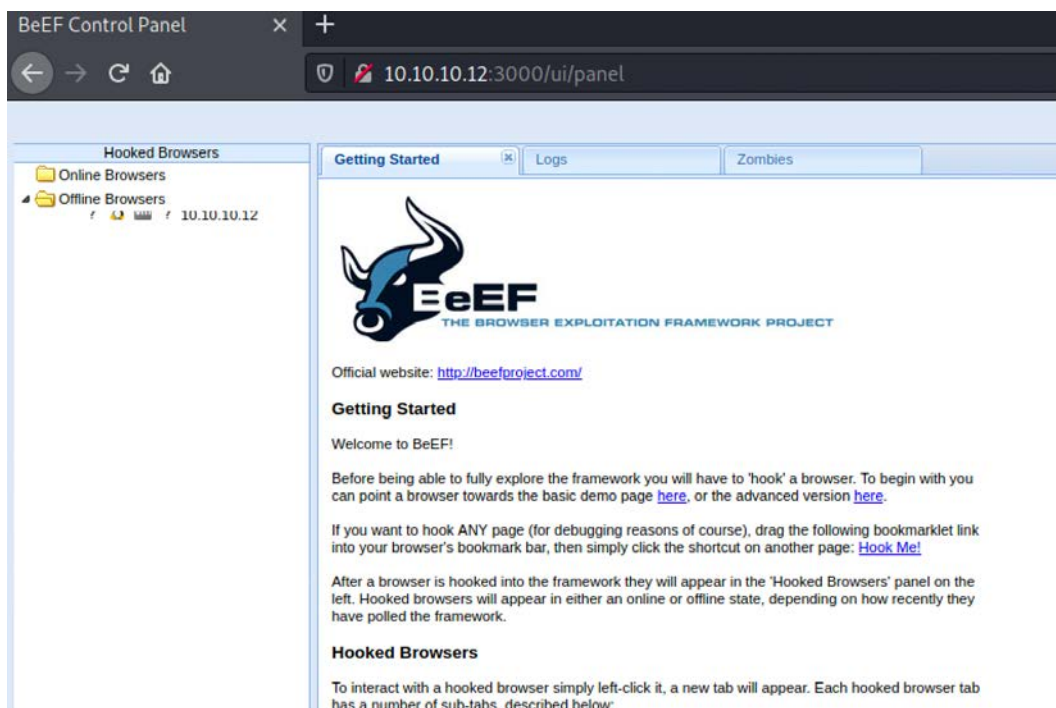 BeEF Control Panel
10.10.10.12:3000/ui/panel
Hooked Browsers
Online Browsers
Offline Browsers
? ? 10.10.10.12
Getting Started
Logs
Zombies
BeEF
THE BROWSER EXPLOITATION FRAMEWORK PROJECT
Official website: http://beefproject.com/
Getting Started
Welcome to BeEF!
Before being able to fully explore the framework you will have to 'hook' a browser. To begin with you
can point a browser towards the basic demo page here, or the advanced version here.
If you want to hook ANY page (for debugging reasons of course), drag the following bookmarklet link
into your browser's bookmark bar, then simply click the shortcut on another page: Hook Me!
After a browser is hooked into the framework they will appear in the 'Hooked Browsers' panel on the
left. Hooked browsers will appear in either an online or offline state, depending on how recently they
have polled the framework.
Hooked Browsers
To interact with a hooked browser simply left-click it, a new tab will appear. Each hooked browser tab
has a number of sub-tabs, described below: